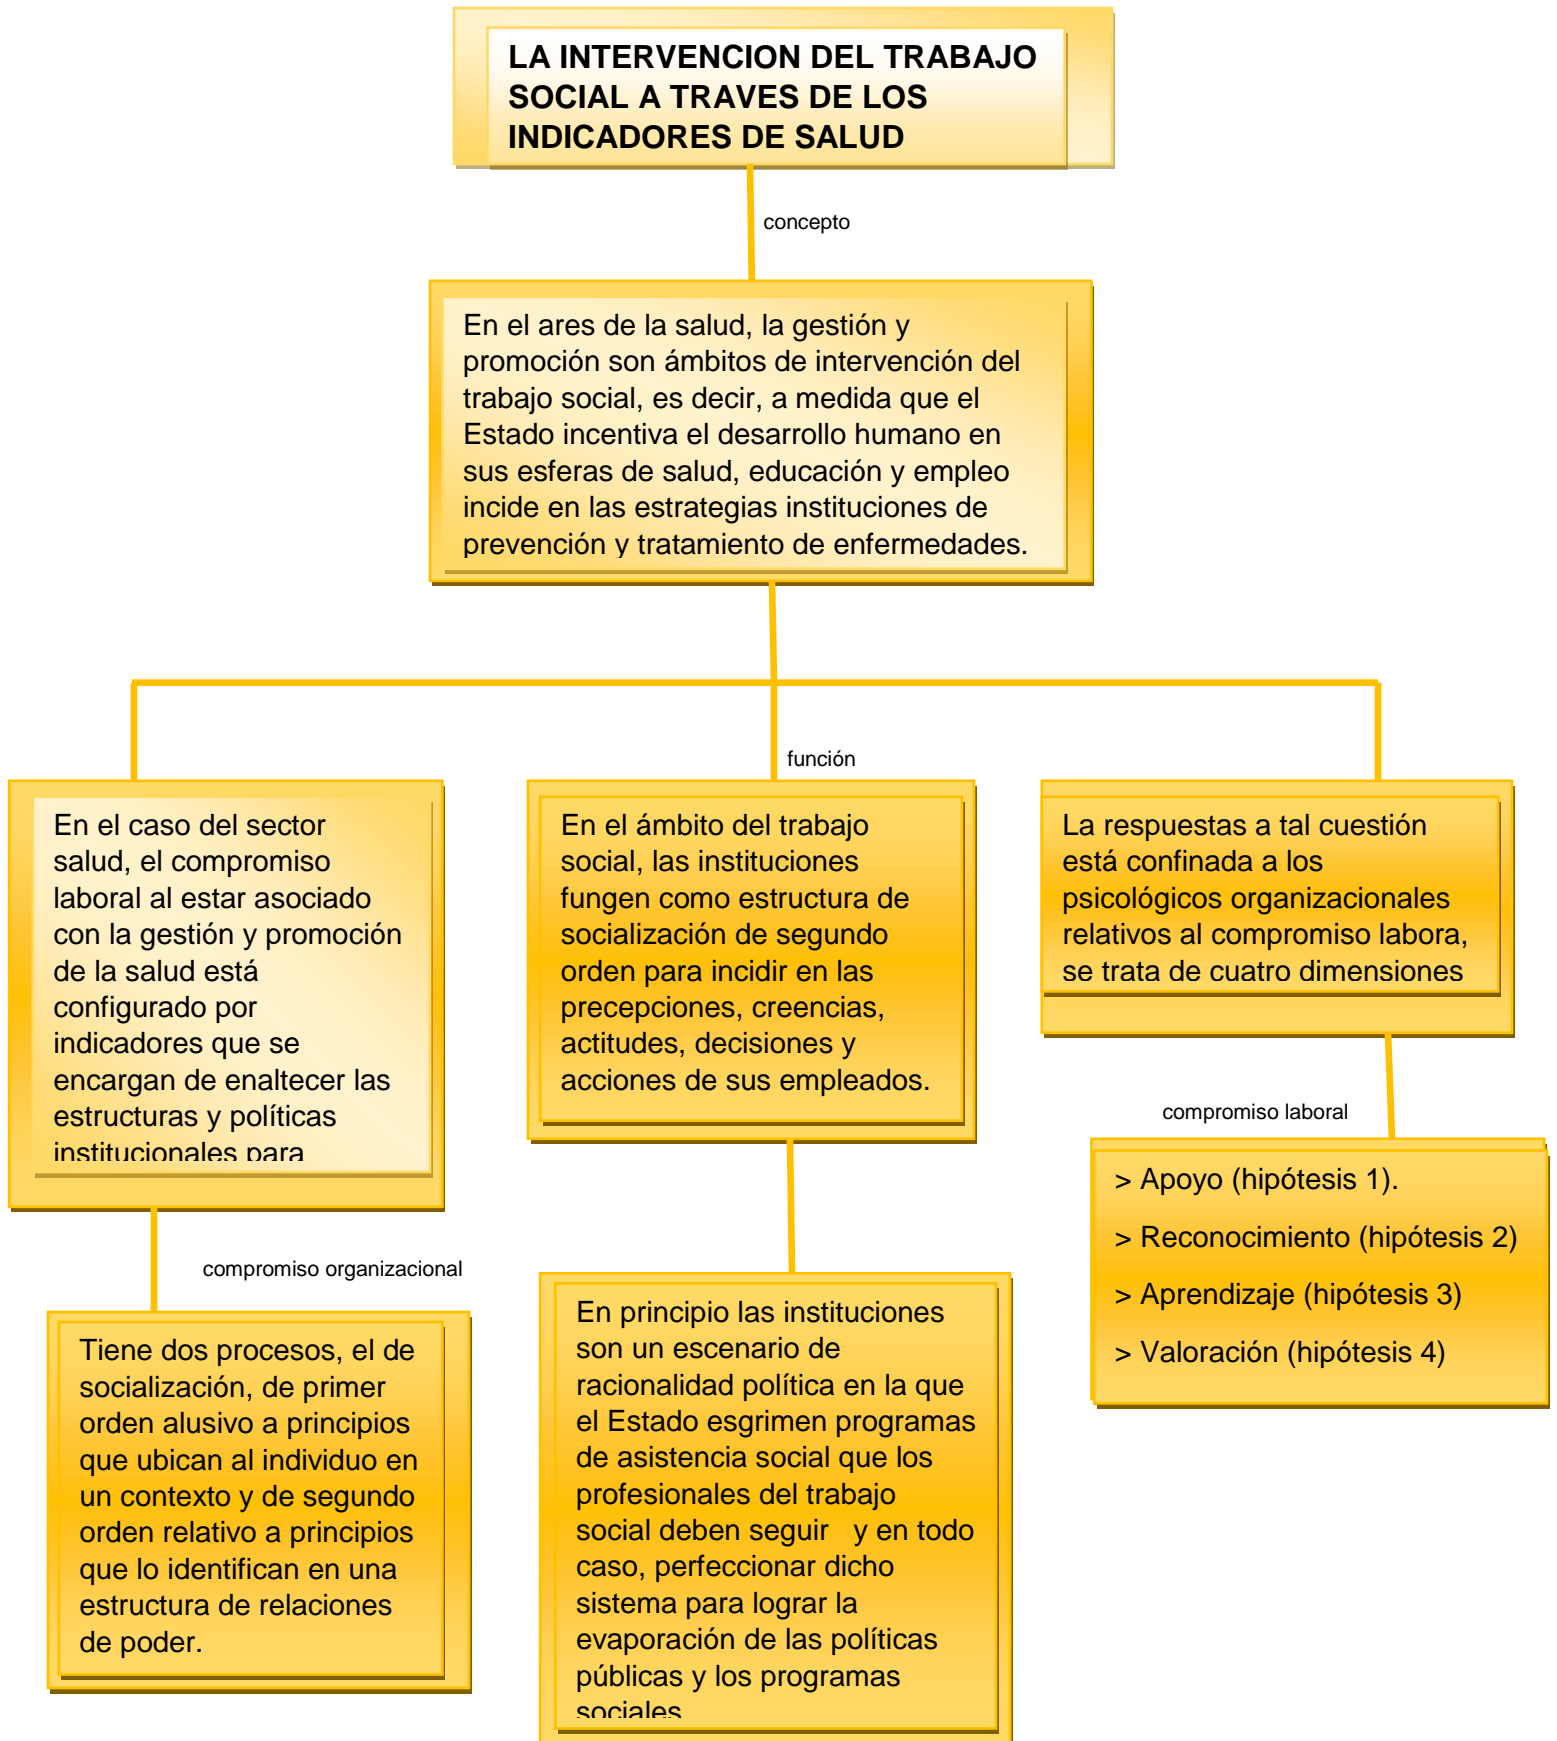 LA INTERVENCION DEL TRABAJO
SOCIAL A TRAVES DE LOS
INDICADORES DE SALUD
concepto
En el ares de la salud, la gestión y
promoción son ámbitos de intervención del
trabajo social, es decir, a medida que el
Estado incentiva el desarrollo humano en
sus esferas de salud, educación y empleo
incide en las estrategias instituciones de
prevención y tratamiento de enfermedades.
función
En el caso del sector
salud, el compromiso
laboral al estar asociado
con la gestión y promoción
de la salud está
configurado por
indicadores que se
encargan de enaltecer las
estructuras y políticas
institucionales para
compromiso organizacional
Tiene dos procesos, el de
socialización, de primer
orden alusivo a principios
que ubican al individuo en
un contexto y de segundo
orden relativo a principios
que lo identifican en una
estructura de relaciones
de poder.
En el ámbito del trabajo
social, las instituciones
fungen como estructura de
socialización de segundo
orden para incidir en las
precepciones, creencias,
actitudes, decisiones y
acciones de sus empleados.
En principio las instituciones
son un escenario de
racionalidad política en la que
el Estado esgrimen programas
de asistencia social que los
profesionales del trabajo
social deben seguir   y en todo
caso, perfeccionar dicho
sistema para lograr la
evaporación de las políticas
públicas y los programas
sociales
La respuestas a tal cuestión
está confinada a los
psicológicos organizacionales
relativos al compromiso labora,
se trata de cuatro dimensiones
compromiso laboral
> Apoyo (hipótesis 1).
> Reconocimiento (hipótesis 2)
> Aprendizaje (hipótesis 3)
> Valoración (hipótesis 4)